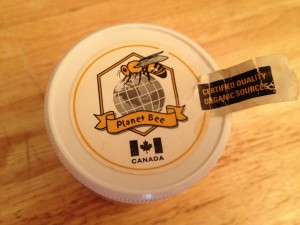 Planet Bee
CANADA
CERTIFIED QUALITY
ORGANIC SOURCES